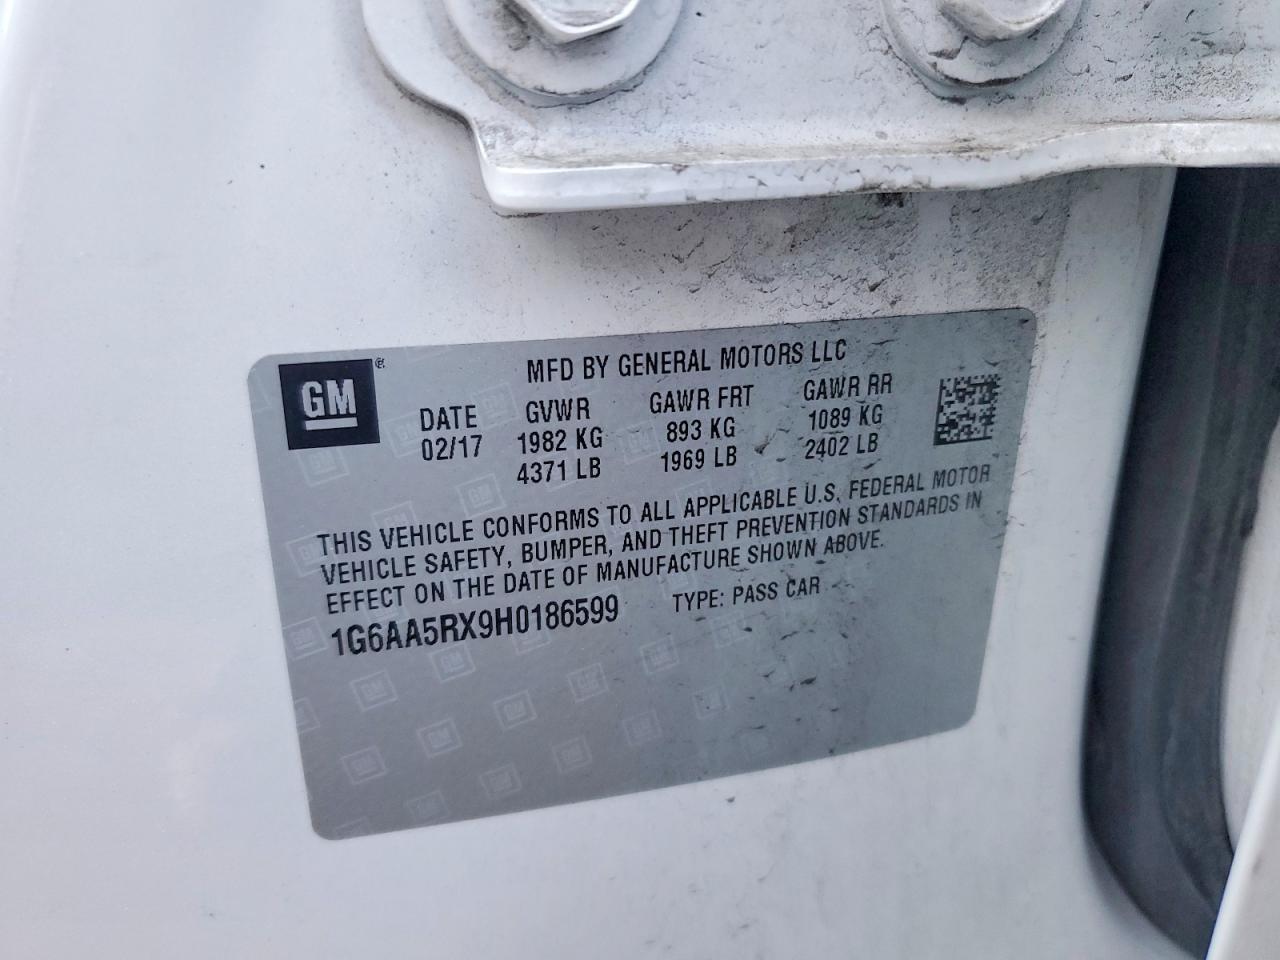 GM
MFD BY GENERAL MOTORS LLC
DATE GVWR GAWR FRT GAWR RR
02/17 1982 KG 893 KG 1089 KG
4371 LB 1969 LB 2402 LB
THIS VEHICLE CONFORMS TO ALL APPLICABLE U.S. FEDERAL MOTOR
VEHICLE SAFETY, BUMPER, AND THEFT PREVENTION STANDARDS IN
EFFECT ON THE DATE OF MANUFACTURE SHOWN ABOVE.
1G6AA5RX9H0186599 TYPE: PASS CAR